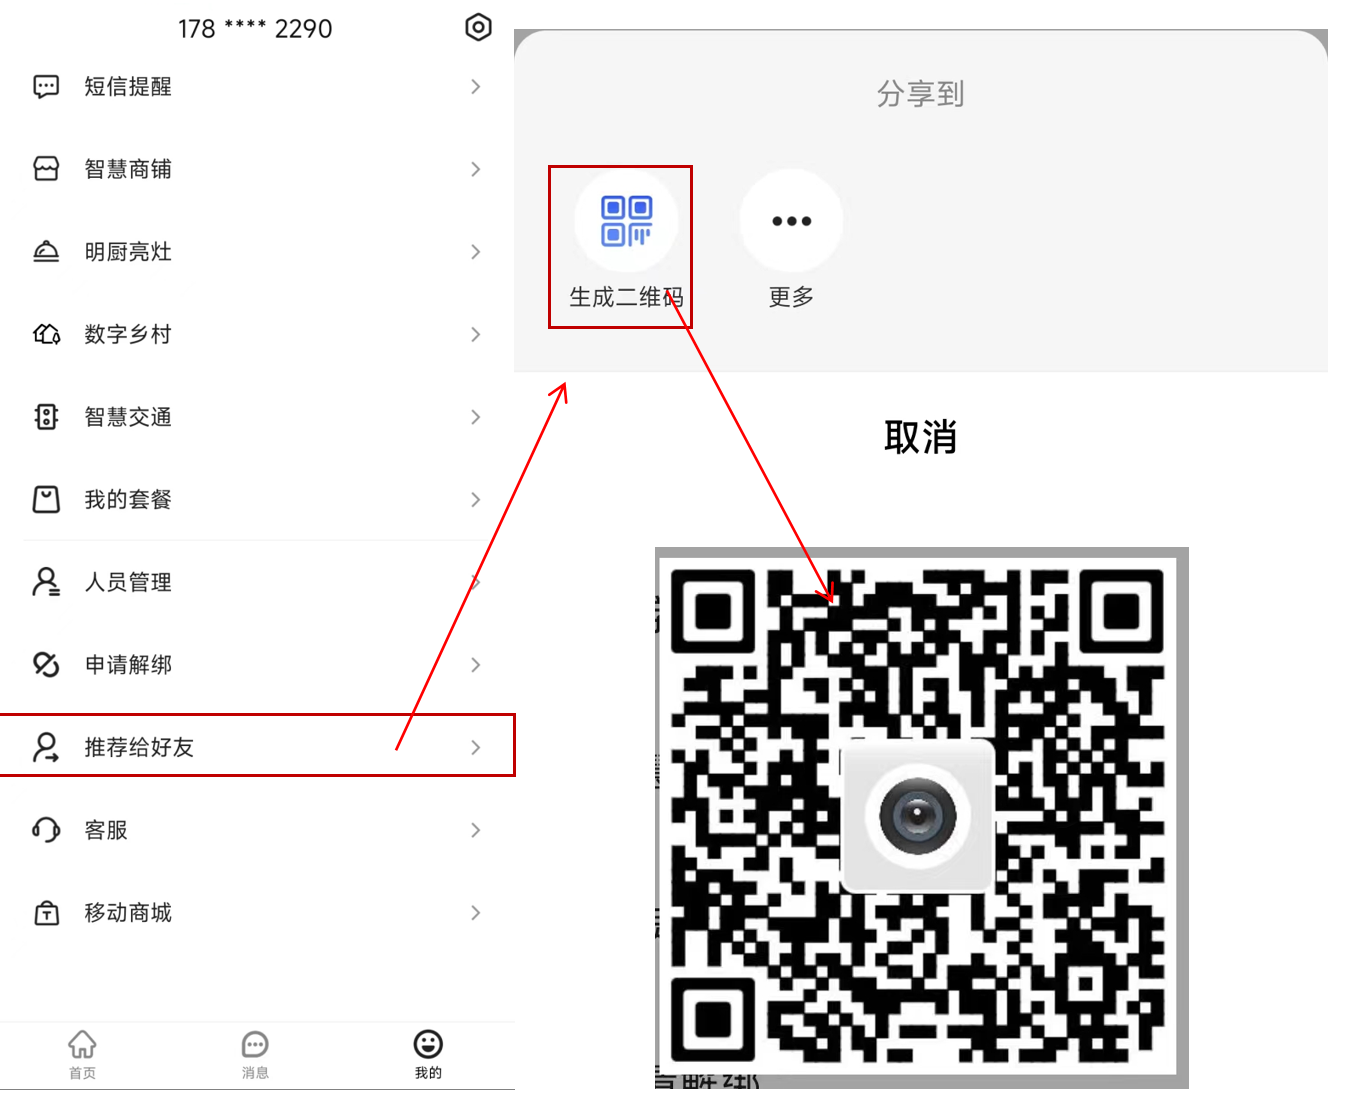 178 **** 2290
短信提醒
智慧商铺
明厨亮灶
数字乡村
智慧交通
我的套餐
人员管理
申请解绑
推荐给好友
客服
移动商城
首页
消息
我的
分享到
生成二维码
更多
取消